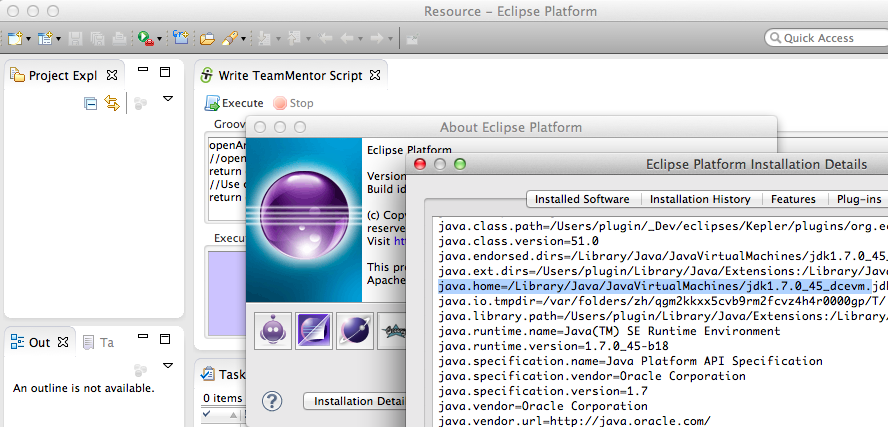 Resource – Eclipse Platform
Quick Access
Project Expl
Write TeamMentor Script
Execute
Stop
Groov
openAr
//open
return
//Use c
return
Execut
About Eclipse Platform
Eclipse Platform
Version
Build id
(c) Copy
reserve
Visit
This pro
Apache
Installation Detai
Eclipse Platform Installation Details
Installed Software
Installation History
Features
Plug-ins
java.class.path=/Users/plugin/_Dev/eclipses/Kepler/plugins/org.ec
java.class.version=51.0
java.endorsed.dirs=/Library/Java/JavaVirtualMachines/jdk1.7.0_45_
java.ext.dirs=/Users/plugin/Library/Java/Extensions:/Library/Jav
java.home=/Library/Java/JavaVirtualMachines/jdk1.7.0_45_dcevm.jdk
java.io.tmpdir=/var/folders/zh/qgm2kkxx5cvb9rm2fcvz4h4r0000gp/T/
java.library.path=/Users/plugin/Library/Java/Extensions:/Library/
java.runtime.name=Java(TM) SE Runtime Environment
java.runtime.version=1.7.0_45-b18
java.specification.name=Java Platform API Specification
java.specification.vendor=Oracle Corporation
java.specification.version=1.7
java.vendor=Oracle Corporation
java.vendor.url=http://java.oracle.com/
Out
Ta
An outline is not available.
Task
0 items